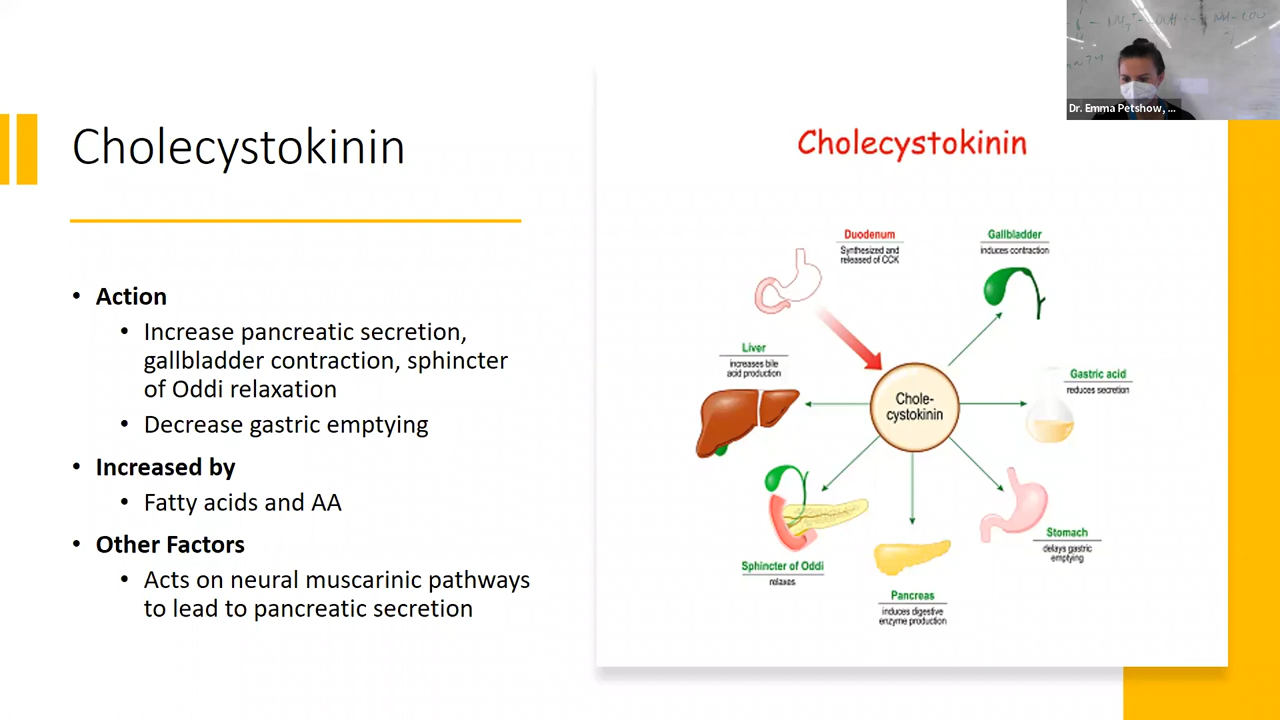 Cholecystokinin
• Action
• Increase pancreatic secretion,
gallbladder contraction, sphincter
of Oddi relaxation
• Decrease gastric emptying
• Increased by
• Fatty acids and AA
• Other Factors
• Acts on neural muscarinic pathways
to lead to pancreatic secretion
Cholecystokinin
Duodenum
Synthesized and
released of CCK
Gallbladder
induces contraction
Liver
increases bile
acid production
Chole-
cystokinin
Gastric acid
reduces secretion
Sphincter of Oddi
relaxes
Pancreas
induces digestive
enzyme production
Stomach
delays gastric
emptying
Dr. Emma Petshow, ...